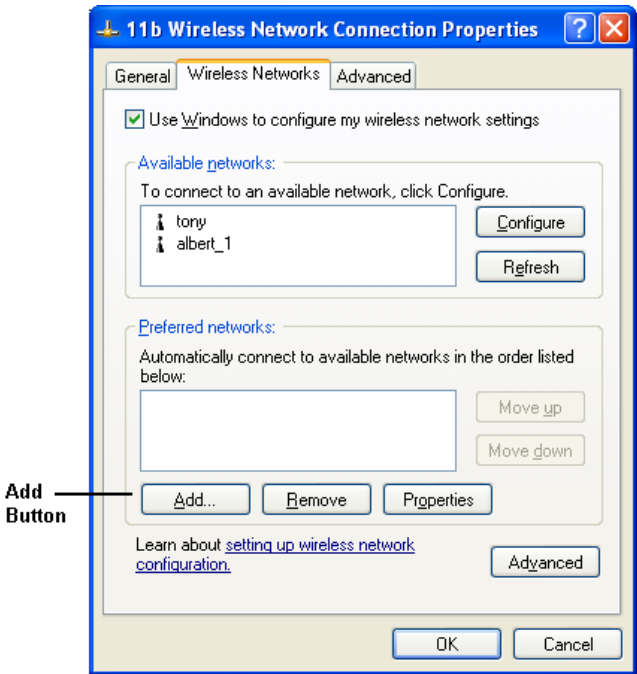 11b Wireless Network Connection Properties
General Wireless Networks Advanced
Use Windows to configure my wireless network settings
Available networks:
To connect to an available network, click Configure.
tony
albert_1
Configure
Refresh
Preferred networks:
Automatically connect to available networks in the order listed
below:
Move up
Move down
Add
Button
Add... Remove Properties
Learn about setting up wireless network
configuration.
Advanced
OK Cancel